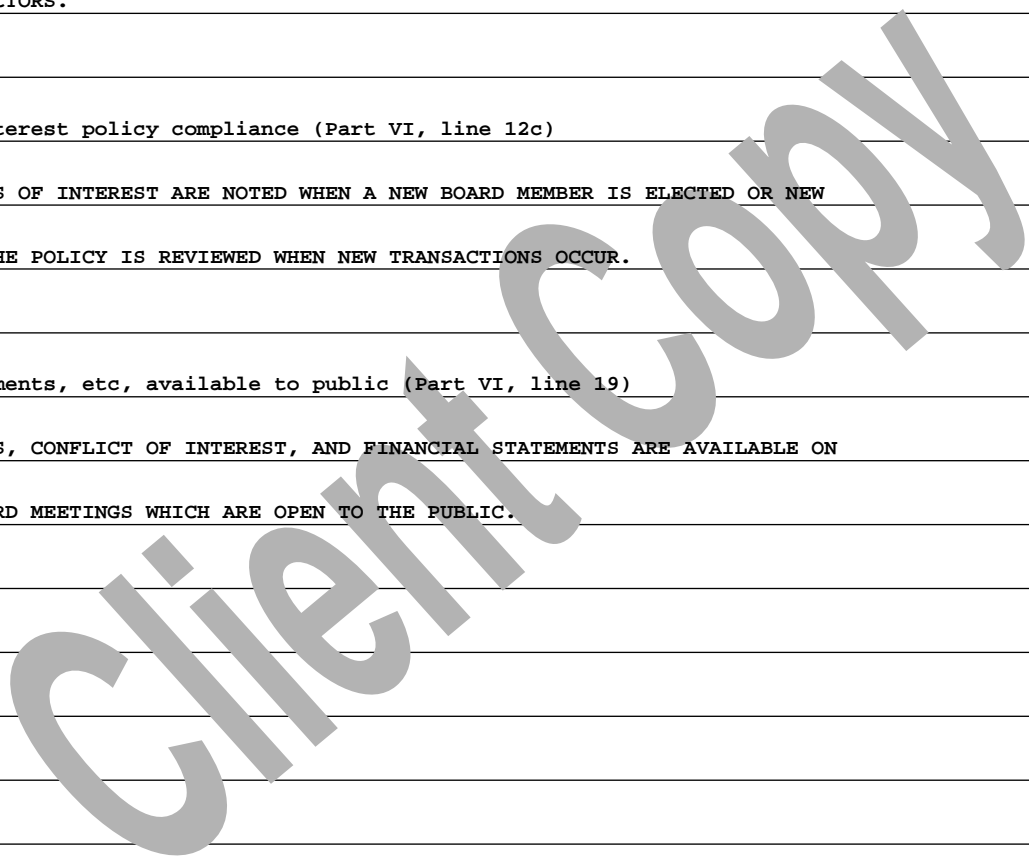 CTORS.
terest policy compliance (Part VI, line 12c)
S OF INTEREST ARE NOTED WHEN A NEW BOARD MEMBER IS ELECTED OR NEW
HE POLICY IS REVIEWED WHEN NEW TRANSACTIONS OCCUR.
ments, etc, available to public (Part VI, line 19)
S, CONFLICT OF INTEREST, AND FINANCIAL STATEMENTS ARE AVAILABLE ON
RD MEETINGS WHICH ARE OPEN TO THE PUBLIC.
Client Copy